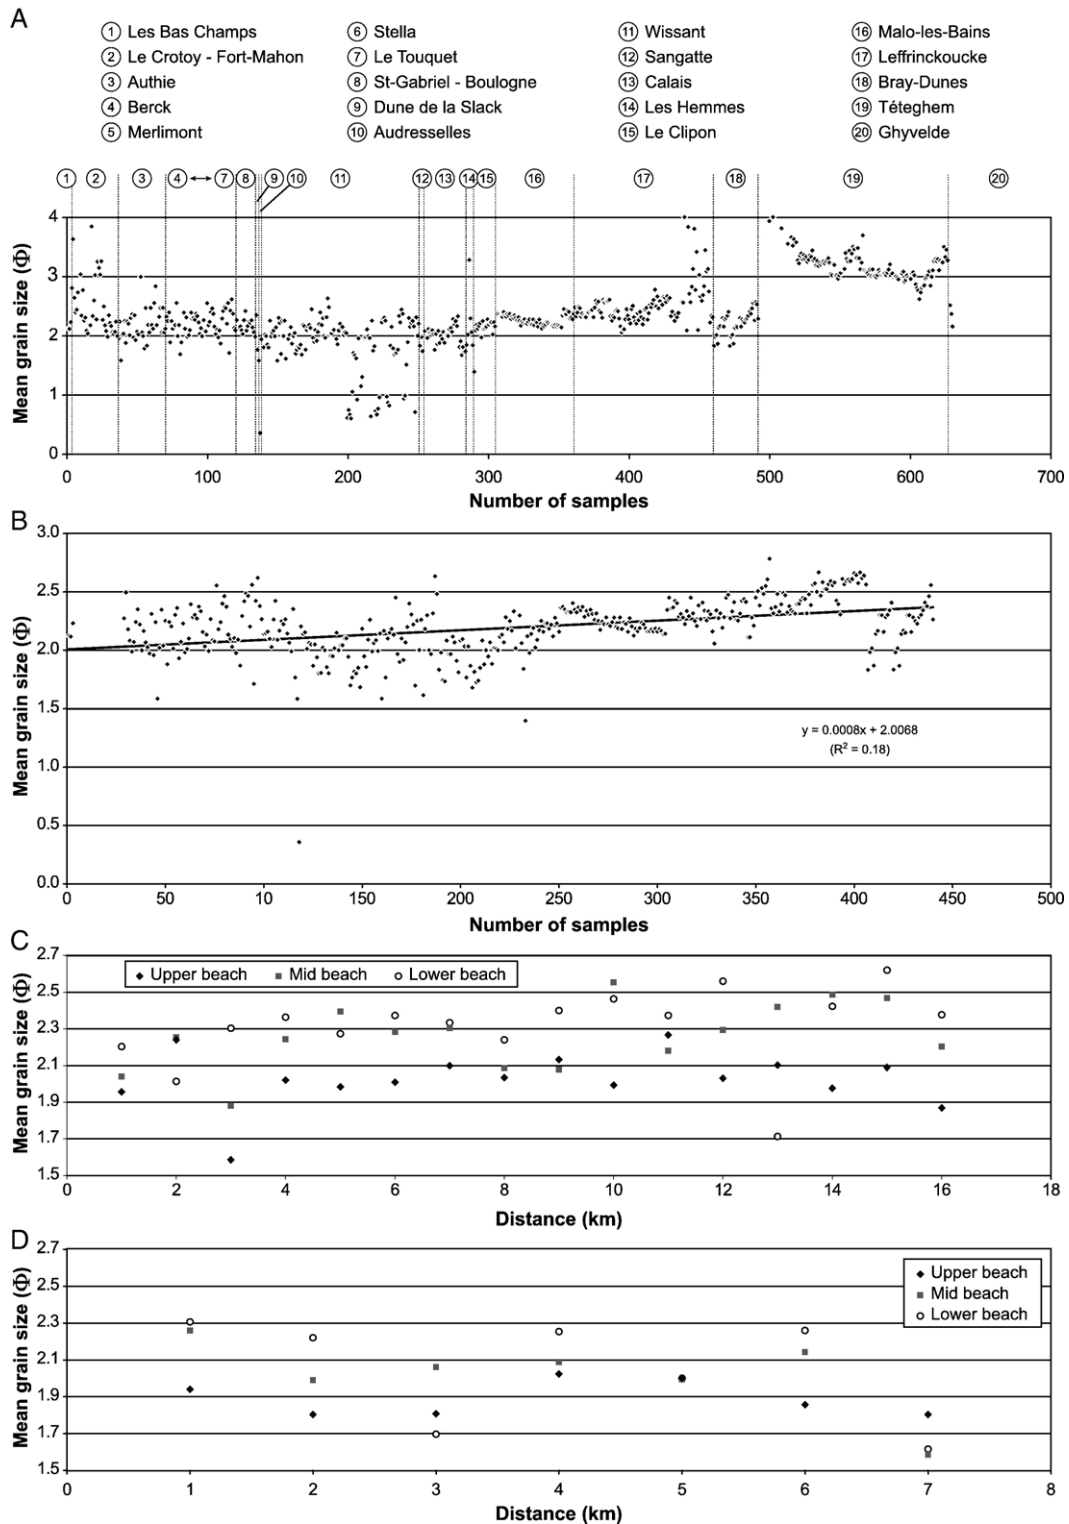 A
① Les Bas Champs
② Le Crotoy - Fort-Mahon
③ Authie
④ Berck
⑤ Merlimont
⑥ Stella
⑦ Le Touquet
⑧ St-Gabriel - Boulogne
⑨ Dune de la Slack
⑩ Audresselles
⑪ Wissant
⑫ Sangatte
⑬ Calais
⑭ Les Hemmes
⑮ Le Clipon
⑯ Malo-les-Bains
⑰ Leffrinckoucke
⑱ Bray-Dunes
⑲ Téteghem
⑳ Ghyvelde
① ② ③ ④ ↔ ⑦ ⑧ ⑨ ⑩ ⑪ ⑫ ⑬ ⑭ ⑮ ⑯ ⑰ ⑱ ⑲ ⑳
Mean grain size (Φ)
4
3
2
1
0
0 100 200 300 400 500 600 700
Number of samples
B
Mean grain size (Φ)
3.0
2.5
2.0
1.5
1.0
0.5
0.0
y = 0.0008x + 2.0068
(R² = 0.18)
0 50 10 150 200 250 300 350 400 450 500
Number of samples
C
Mean grain size (Φ)
2.7
2.5
2.3
2.1
1.9
1.7
1.5
Upper beach Mid beach Lower beach
0 2 4 6 8 10 12 14 16 18
Distance (km)
D
Mean grain size (Φ)
2.7
2.5
2.3
2.1
1.9
1.7
1.5
Upper beach
Mid beach
Lower beach
0 1 2 3 4 5 6 7 8
Distance (km)